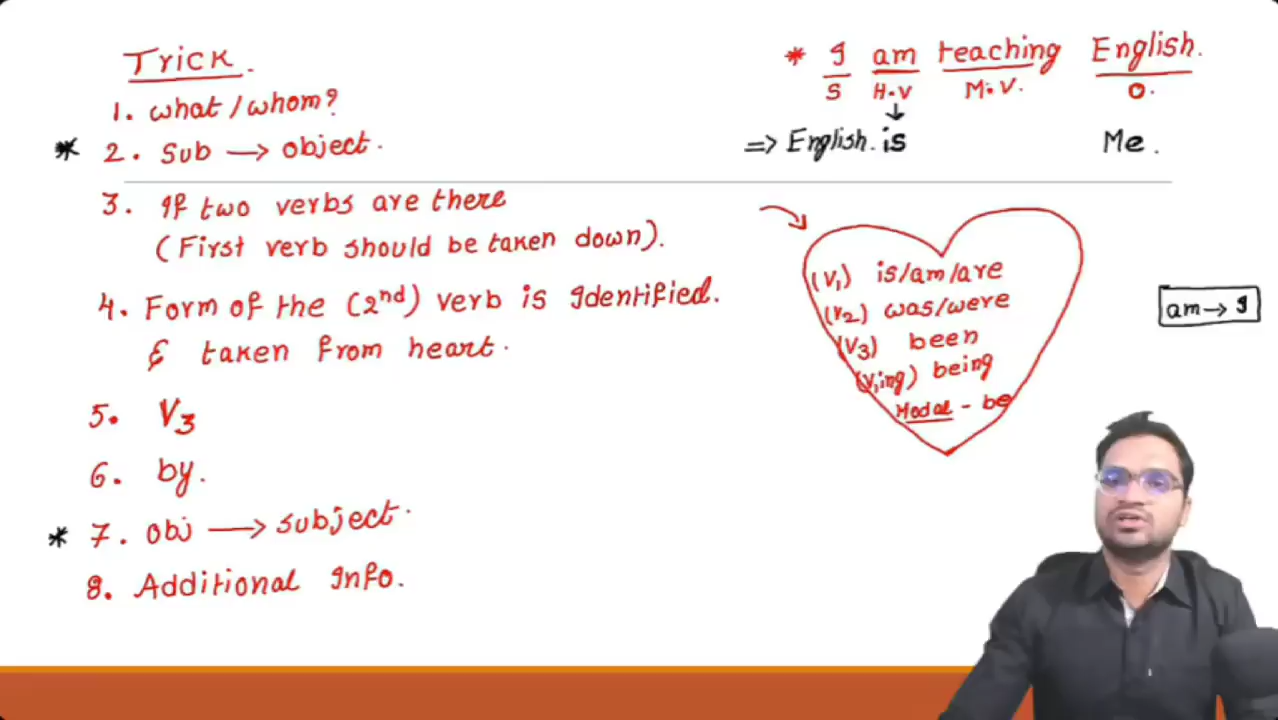 Trick.
1. what / whom?
* 2. Sub → object.
3. If two verbs are there
(First verb should be taken down).
4. Form of the (2nd) verb is Identified.
& taken from heart.
5. V3
6. by.
* 7. obj → subject.
8. Additional Info.
* I am teaching English.
S H.V M.V. O.
↓
⇒ English is Me.
(V1) is/am/are
(V2) was/were
(V3) been
(V1ing) being
Modal - be
am → I